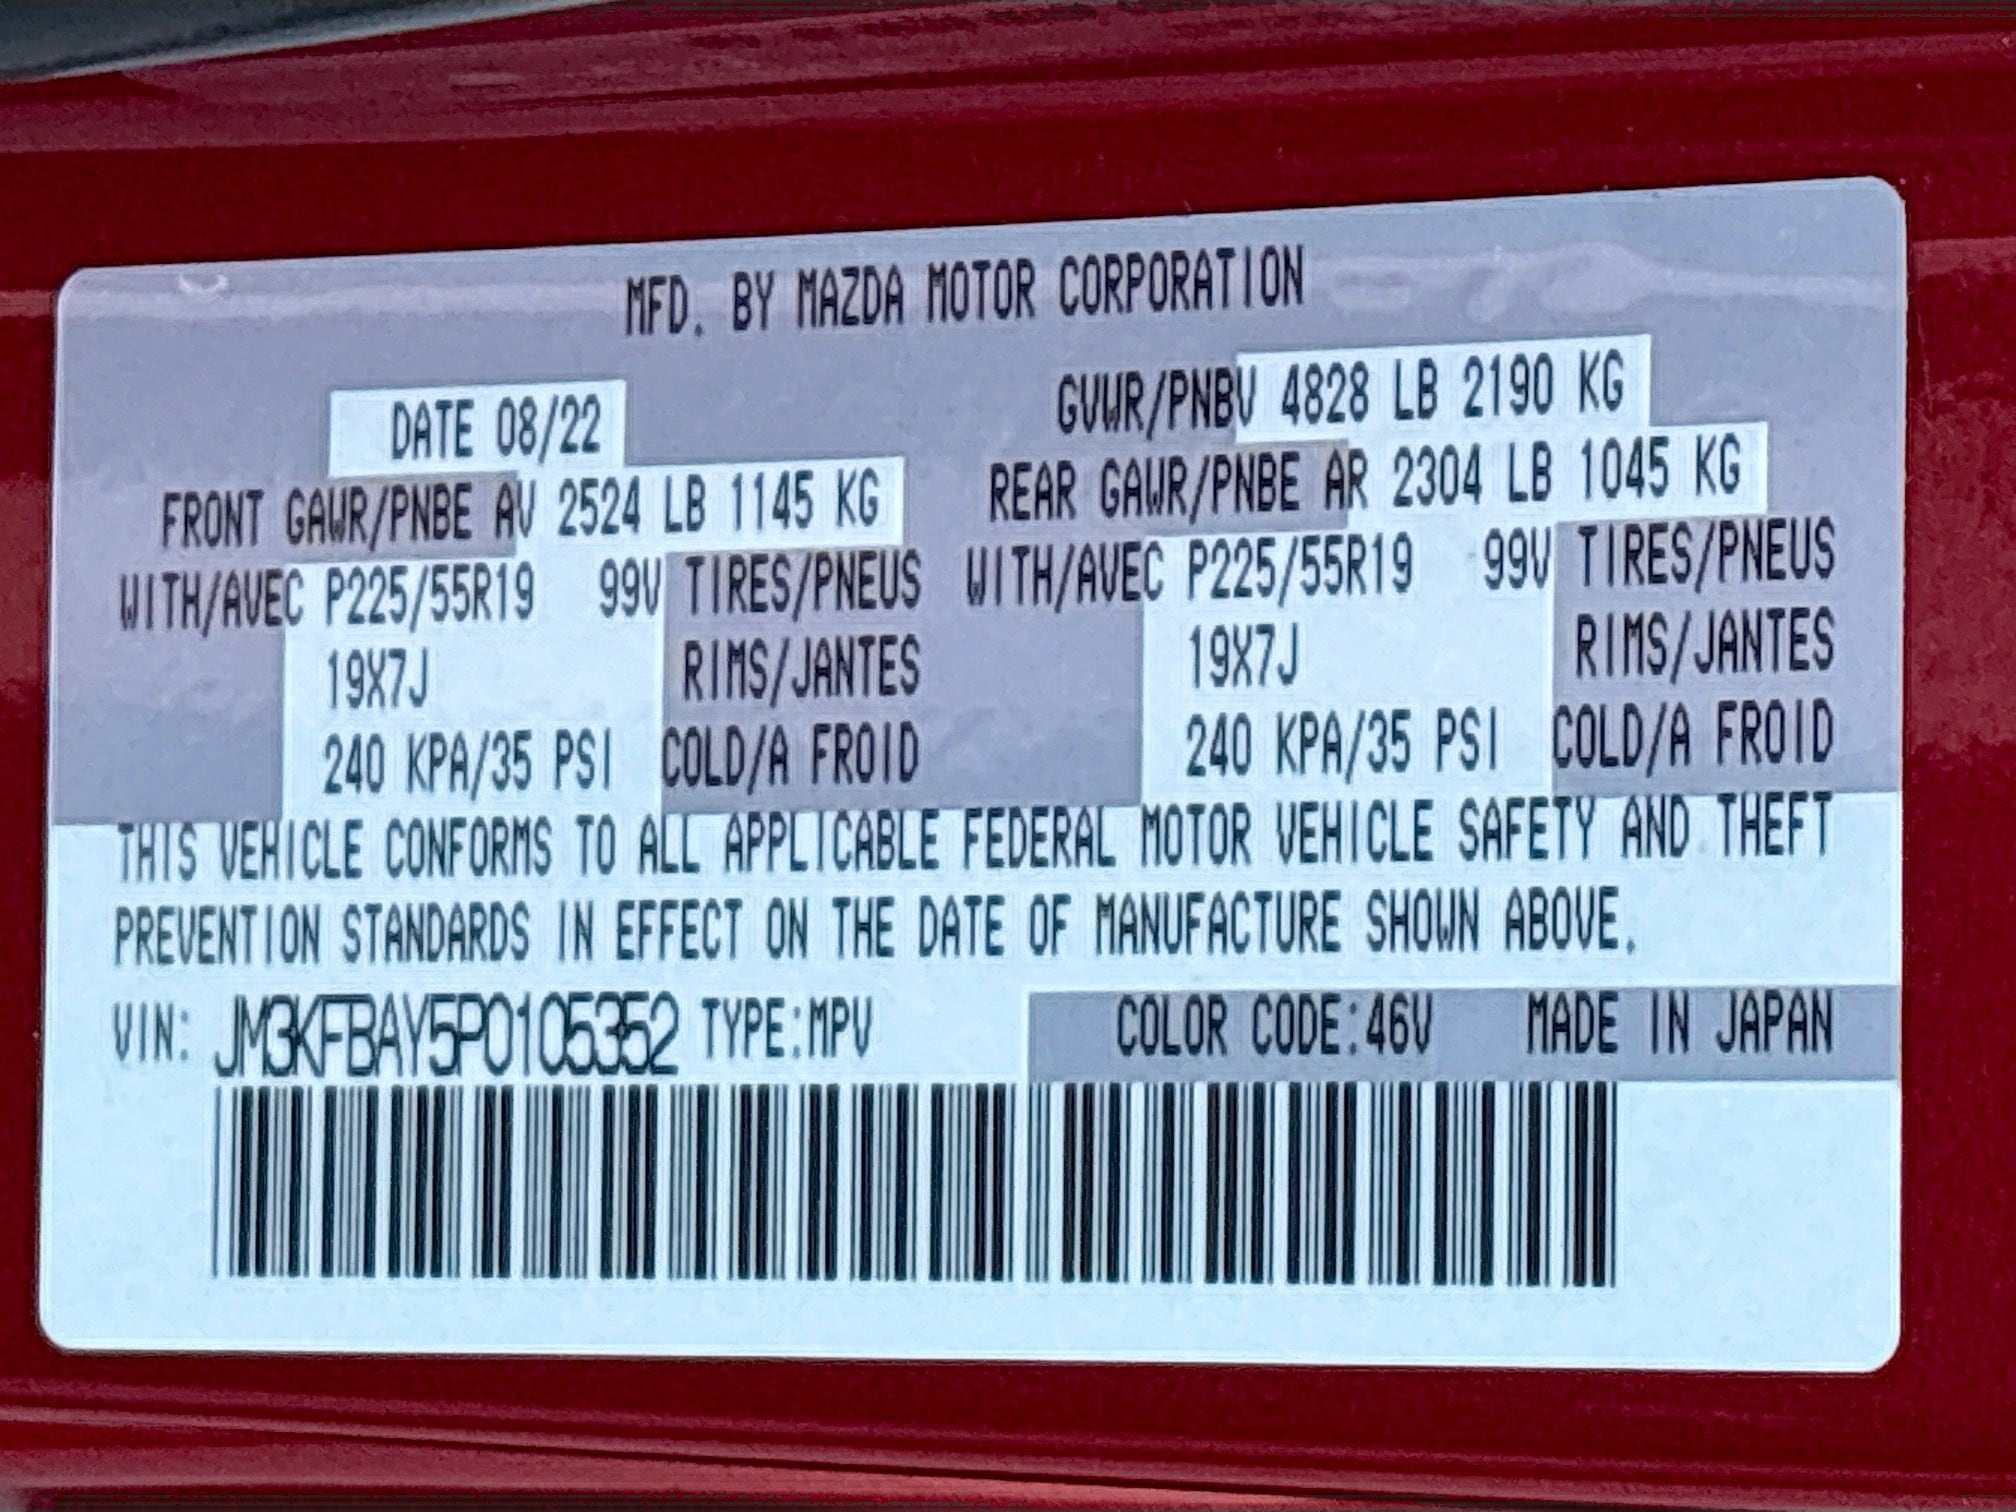 MFD. BY MAZDA MOTOR CORPORATION
DATE 08/22
GVWR/PNBV 4828 LB 2190 KG
FRONT GAWR/PNBE AV 2524 LB 1145 KG
REAR GAWR/PNBE AR 2304 LB 1045 KG
WITH/AVEC P225/55R19 99V TIRES/PNEUS
WITH/AVEC P225/55R19 99V TIRES/PNEUS
19X7J RIMS/JANTES
19X7J RIMS/JANTES
240 KPA/35 PSI COLD/A FROID
240 KPA/35 PSI COLD/A FROID
THIS VEHICLE CONFORMS TO ALL APPLICABLE FEDERAL MOTOR VEHICLE SAFETY AND THEFT
PREVENTION STANDARDS IN EFFECT ON THE DATE OF MANUFACTURE SHOWN ABOVE.
VIN: JM3KFBAY5P0105352 TYPE:MPV COLOR CODE:46V MADE IN JAPAN